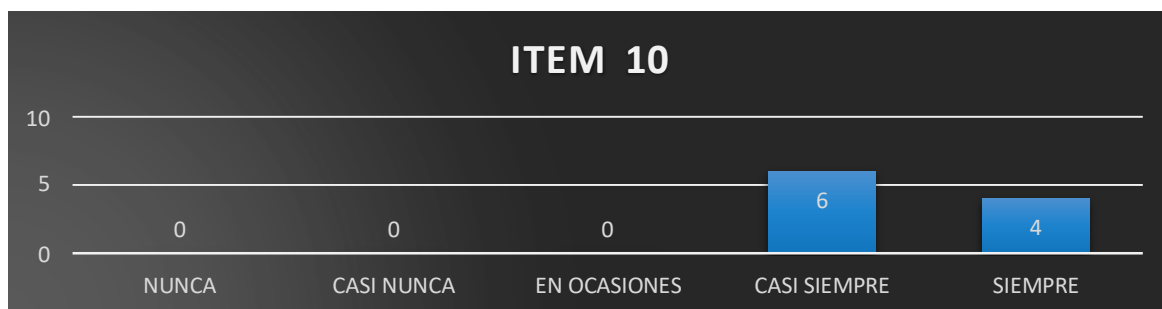 ITEM 10
10
5
0
0
0
0
6
4
NUNCA
CASI NUNCA
EN OCASIONES
CASI SIEMPRE
SIEMPRE